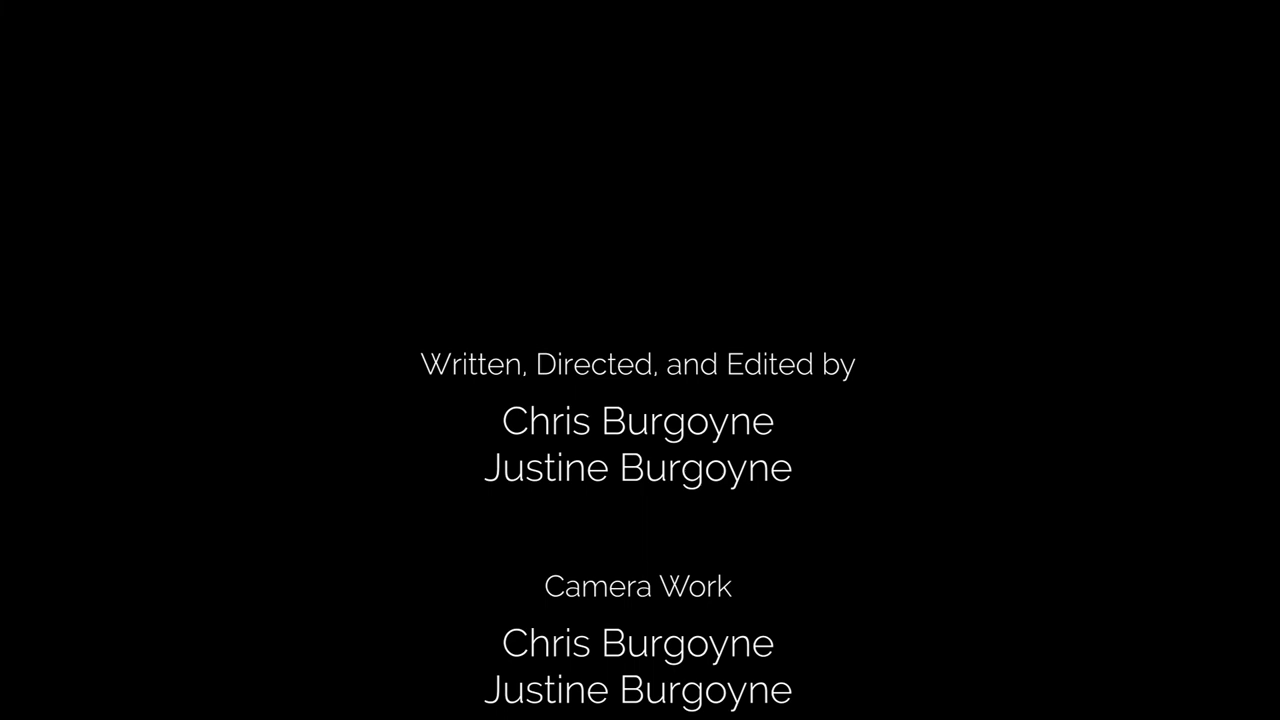 Written, Directed, and Edited by
Chris Burgoyne
Justine Burgoyne
Camera Work
Chris Burgoyne
Justine Burgoyne